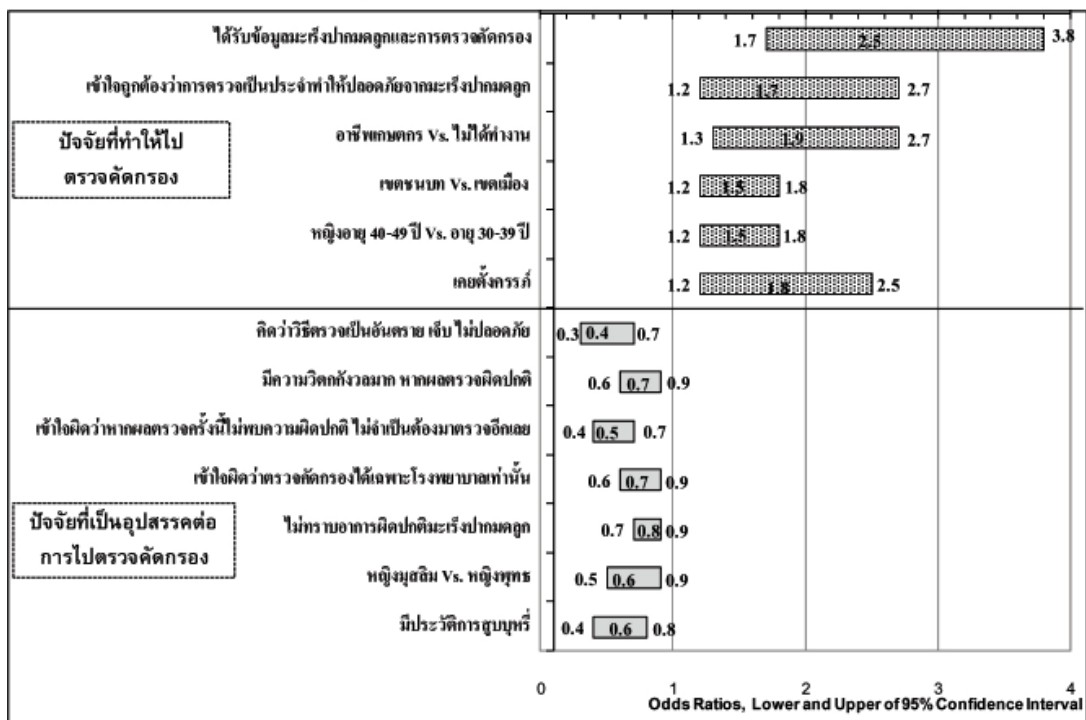 ได้รับข้อมูลมะเร็งปากมดลูกและการตรวจคัดกรอง
1.7 2.5 3.8
เข้าใจถูกต้องว่าการตรวจเป็นประจำทำให้ปลอดภัยจากมะเร็งปากมดลูก
1.2 1.7 2.7
ปัจจัยที่ทำให้ไป
ตรวจคัดกรอง
อาชีพเกษตกร Vs. ไม่ได้ทำงาน
1.3 1.9 2.7
เขตชนบท Vs. เขตเมือง
1.2 1.5 1.8
หญิงอายุ 40-49 ปี Vs. อายุ 30-39 ปี
1.2 1.5 1.8
เคยตั้งครรภ์
1.2 1.8 2.5
คิดว่าวิธีตรวจเป็นอันตราย เจ็บ ไม่ปลอดภัย
0.3 0.4 0.7
มีความวิตกกังวลมาก หากผลตรวจผิดปกติ
0.6 0.7 0.9
เข้าใจผิดว่าหากผลตรวจครั้งนี้ไม่พบความผิดปกติ ไม่จำเป็นต้องมาตรวจอีกเลย
0.4 0.5 0.7
เข้าใจผิดว่าตรวจคัดกรองได้เฉพาะโรงพยาบาลเท่านั้น
0.6 0.7 0.9
ปัจจัยที่เป็นอุปสรรคต่อ
การไปตรวจคัดกรอง
ไม่ทราบอาการผิดปกติมะเร็งปากมดลูก
0.7 0.8 0.9
หญิงมุสลิม Vs. หญิงพุทธ
0.5 0.6 0.9
มีประวัติการสูบบุหรี่
0.4 0.6 0.8
0 1 2 3 4
Odds Ratios, Lower and Upper of 95% Confidence Interval